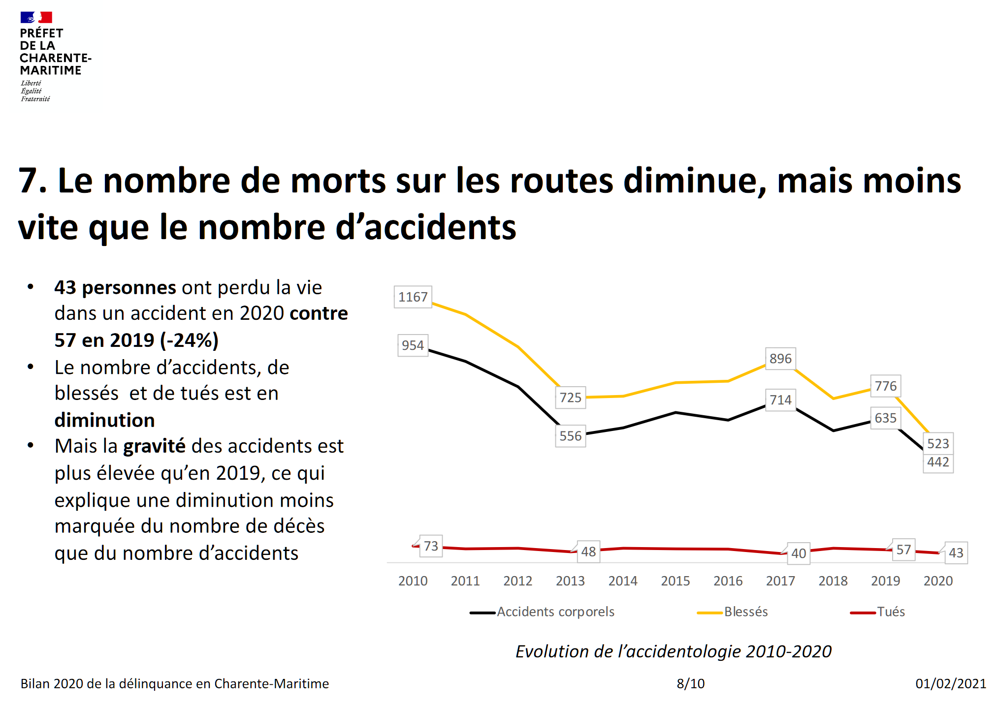 PRÉFET
DE LA
CHARENTE-
MARITIME
Liberté
Égalité
Fraternité
7. Le nombre de morts sur les routes diminue, mais moins
vite que le nombre d’accidents
• 43 personnes ont perdu la vie
dans un accident en 2020 contre
57 en 2019 (-24%)
• Le nombre d’accidents, de
blessés et de tués est en
diminution
• Mais la gravité des accidents est
plus élevée qu’en 2019, ce qui
explique une diminution moins
marquée du nombre de décès
que du nombre d’accidents
1167
954
896
776
725
714
635
556
523
442
73
48
40
57
43
2010 2011 2012 2013 2014 2015 2016 2017 2018 2019 2020
Accidents corporels Blessés Tués
Evolution de l’accidentologie 2010-2020
Bilan 2020 de la délinquance en Charente-Maritime 8/10 01/02/2021